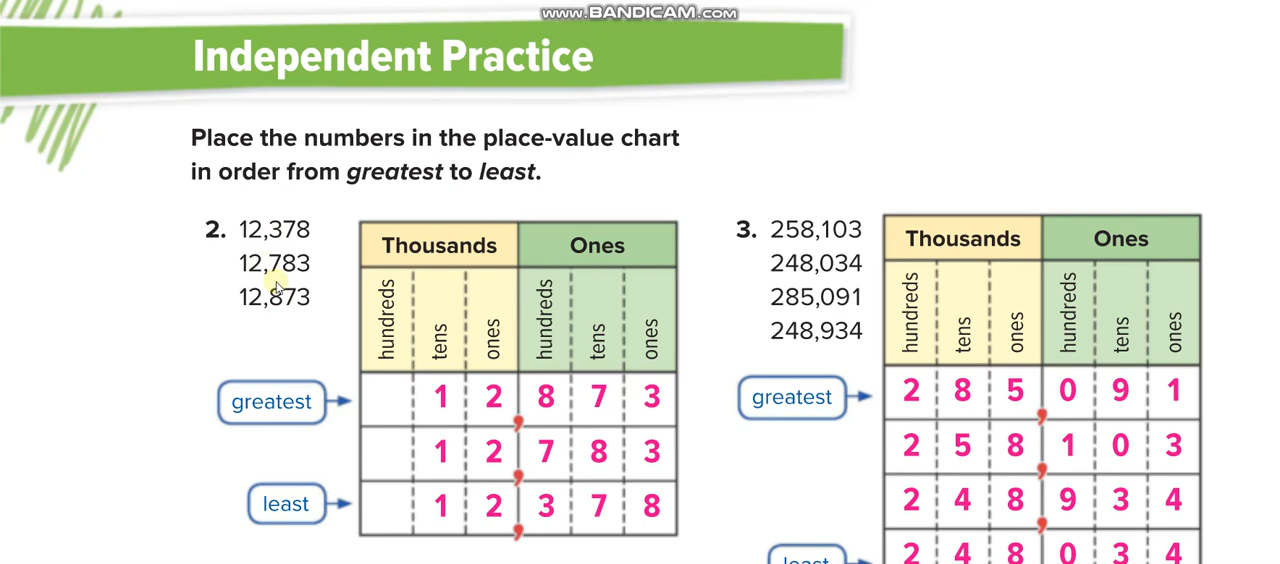 www.BANDICAM.com
Independent Practice
Place the numbers in the place-value chart
in order from greatest to least.
2. 12,378
12,783
12,873
Thousands Ones
hundreds tens ones hundreds tens ones
greatest 1 2 8 7 3
, 1 2 7 8 3
, least 1 2 3 7 8
,
3. 258,103
248,034
285,091
248,934
Thousands Ones
hundreds tens ones hundreds tens ones
greatest 2 8 5 0 9 1
, 2 5 8 1 0 3
, 2 4 8 9 3 4
, least 2 4 8 0 3 4